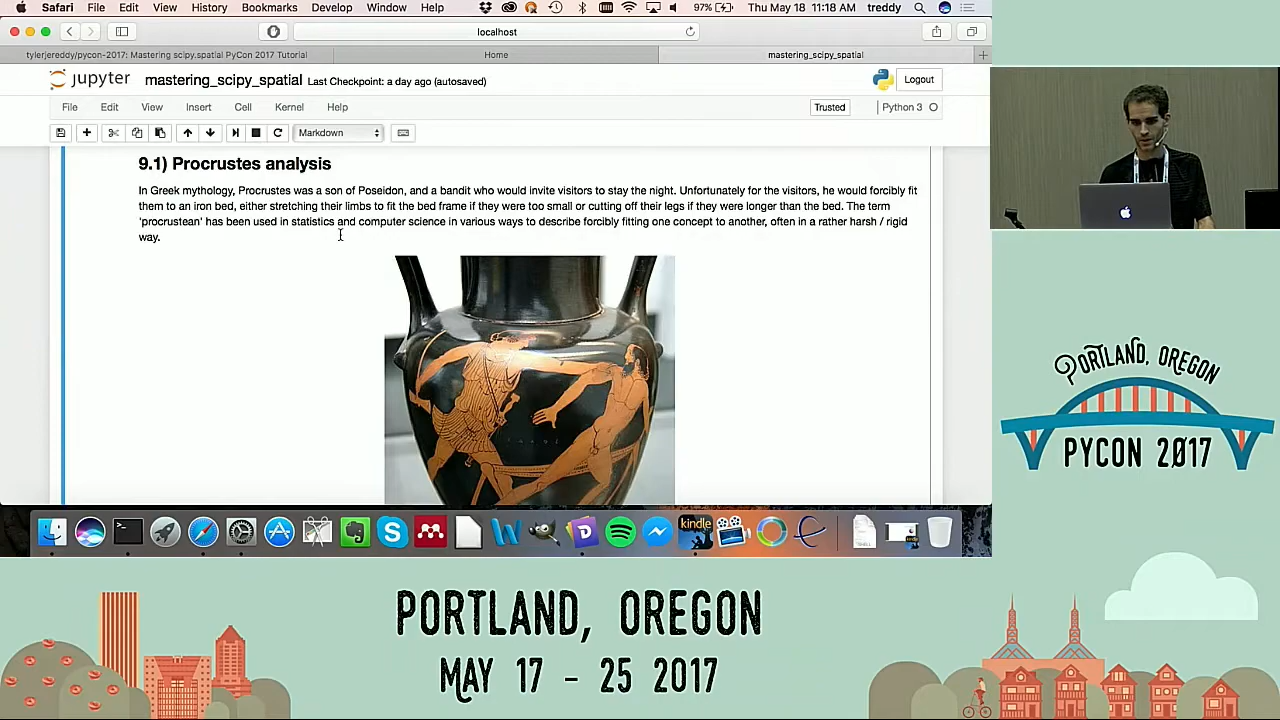 Safari File Edit View History Bookmarks Develop Window Help 97% Thu May 18 11:18 AM treddy
localhost
tylerjereddy/pycon-2017: Mastering scipy.spatial PyCon 2017 Tutorial Home mastering_scipy_spatial
jupyter mastering_scipy_spatial Last Checkpoint: a day ago (autosaved) Logout
File Edit View Insert Cell Kernel Help Trusted Python 3
Markdown
9.1) Procrustes analysis
In Greek mythology, Procrustes was a son of Poseidon, and a bandit who would invite visitors to stay the night. Unfortunately for the visitors, he would forcibly fit
them to an iron bed, either stretching their limbs to fit the bed frame if they were too small or cutting off their legs if they were longer than the bed. The term
'procrustean' has been used in statistics and computer science in various ways to describe forcibly fitting one concept to another, often in a rather harsh / rigid
way.
PORTLAND, OREGON
PYCON 2017
kindle
PORTLAND, OREGON
MAY 17 - 25 2017